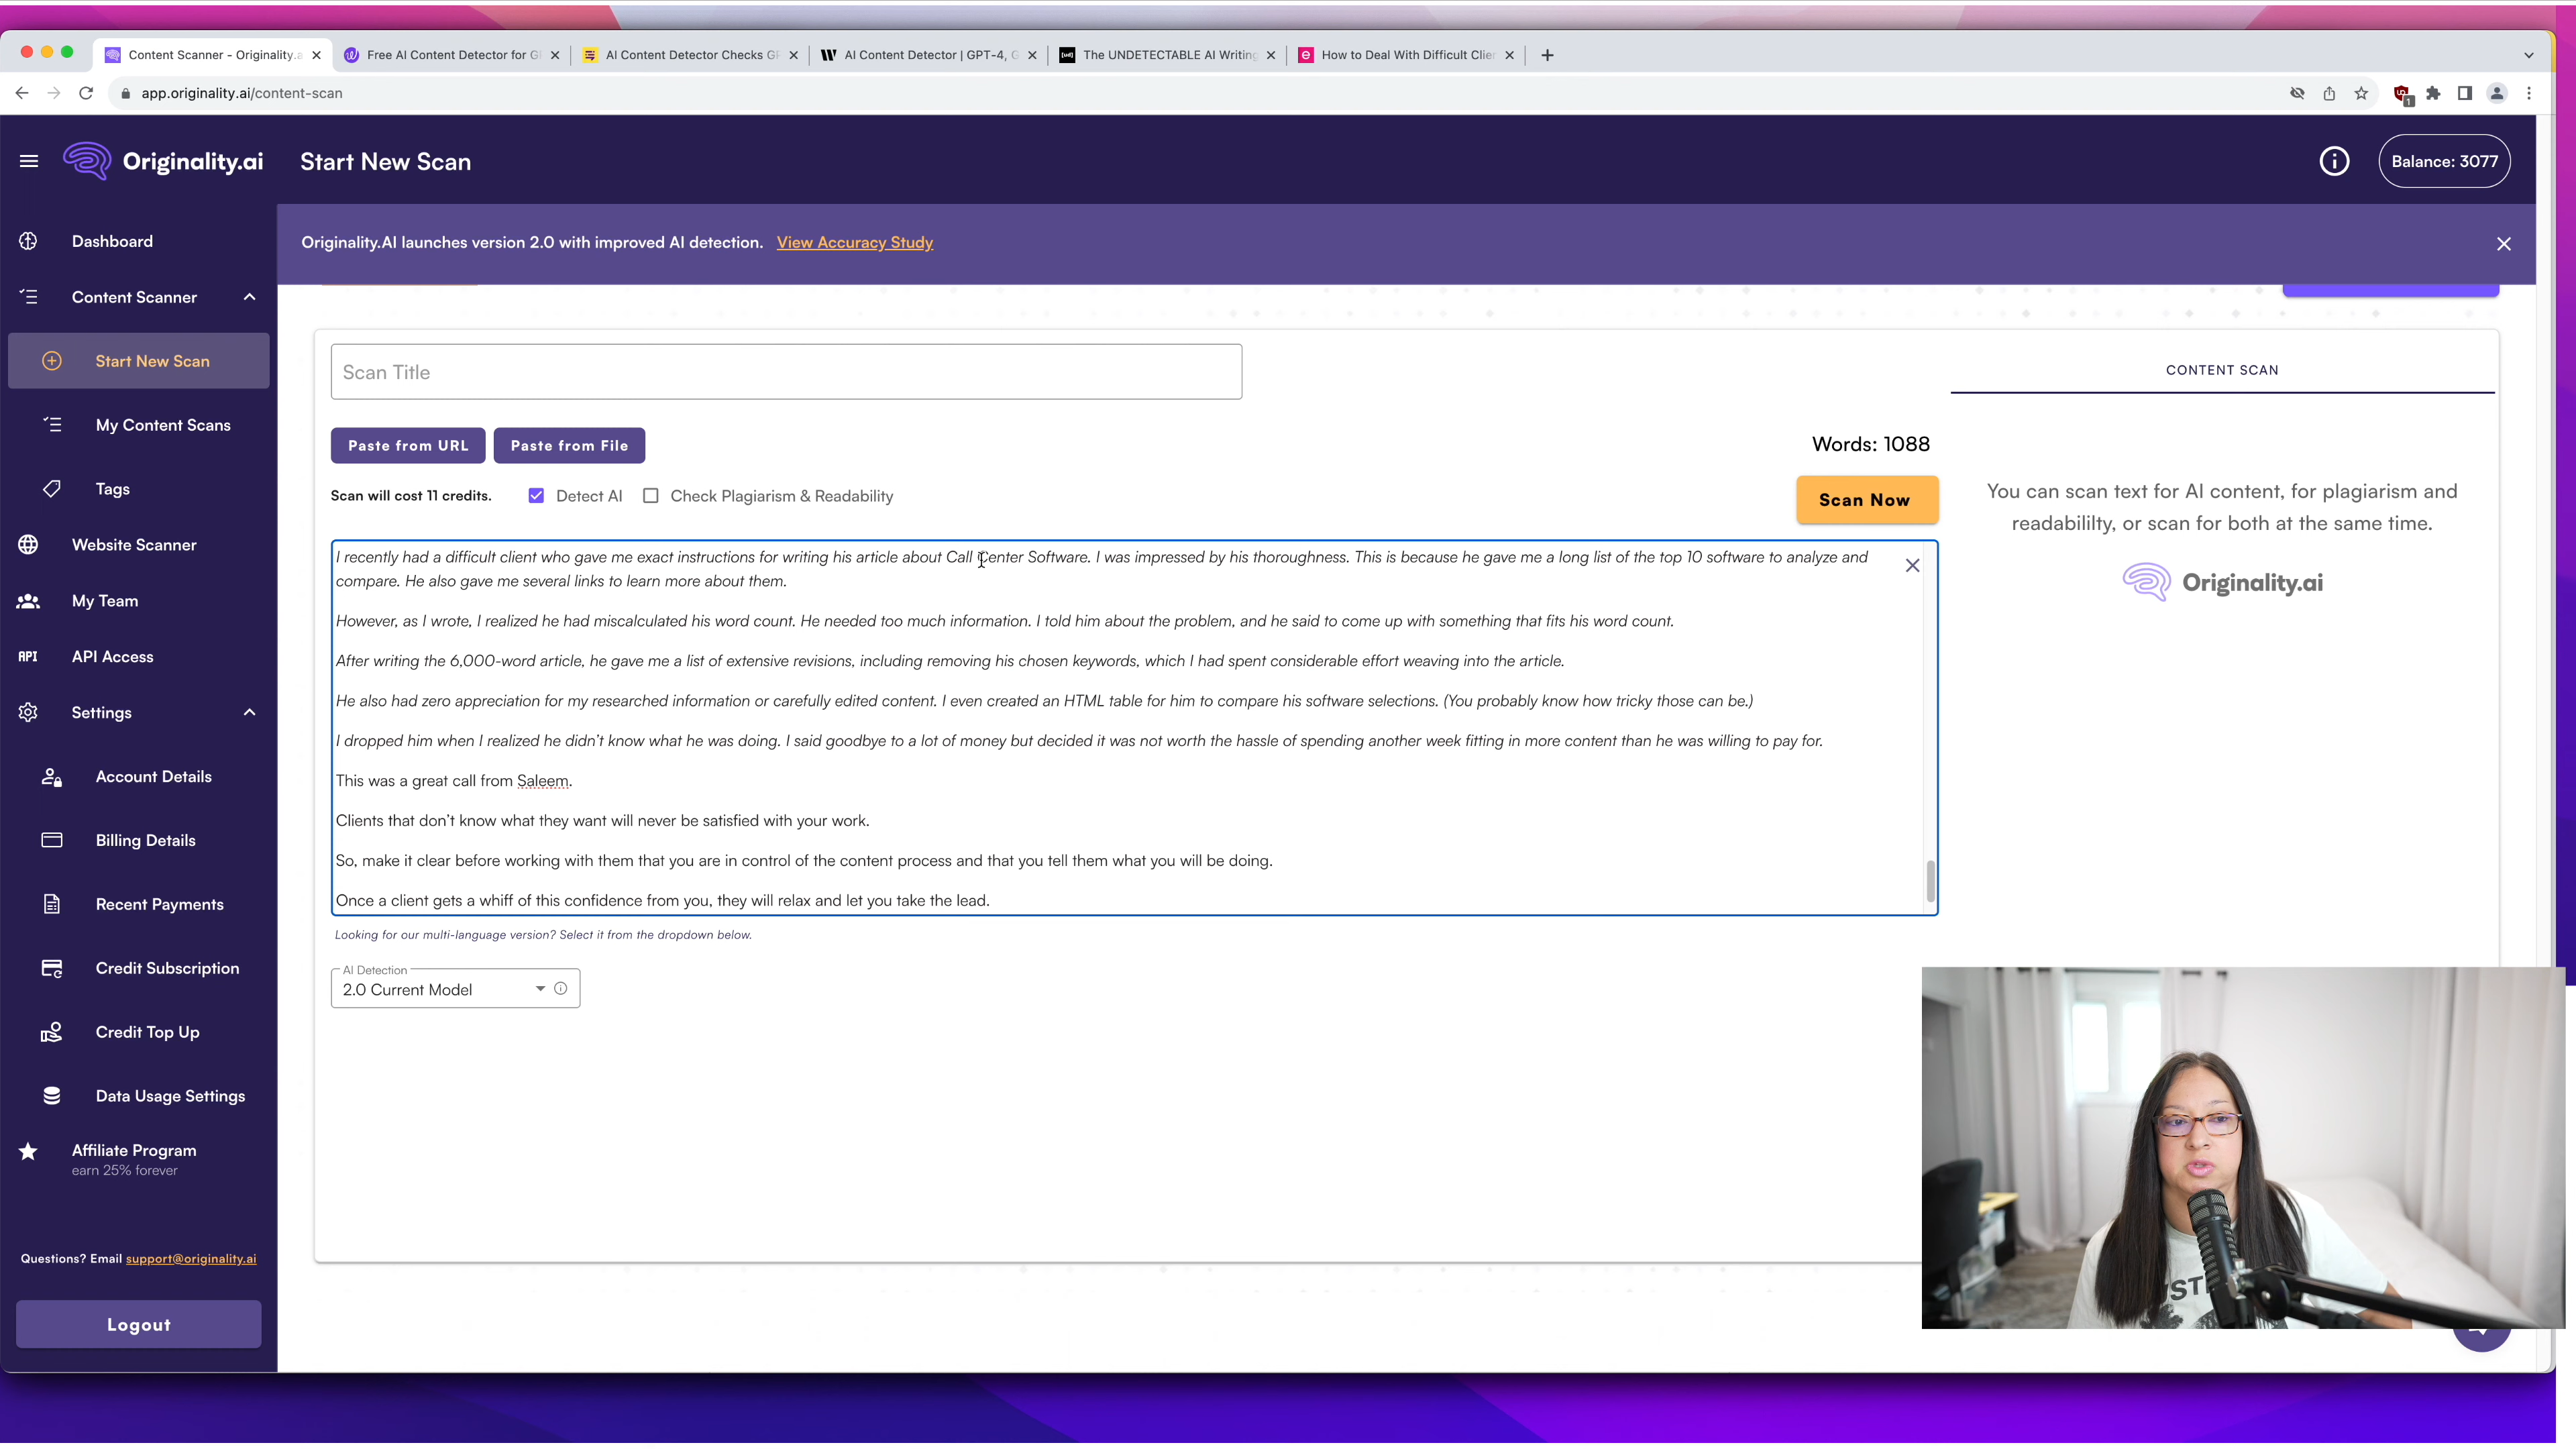 Content Scanner - Originality.a
Free AI Content Detector for G
AI Content Detector Checks GP
AI Content Detector | GPT-4, G
The UNDETECTABLE AI Writing
How to Deal With Difficult Clie
app.originality.ai/content-scan
Originality.ai
Start New Scan
Balance: 3077
Originality.AI launches version 2.0 with improved AI detection. View Accuracy Study
Dashboard
Content Scanner
Start New Scan
My Content Scans
Tags
Website Scanner
My Team
API API Access
Settings
Account Details
Billing Details
Recent Payments
Credit Subscription
Credit Top Up
Data Usage Settings
Affiliate Program
earn 25% forever
Questions? Email support@originality.ai
Logout
Scan Title
Paste from URL
Paste from File
Words: 1088
Scan will cost 11 credits.
Detect AI
Check Plagiarism & Readability
Scan Now
I recently had a difficult client who gave me exact instructions for writing his article about Call Center Software. I was impressed by his thoroughness. This is because he gave me a long list of the top 10 software to analyze and
compare. He also gave me several links to learn more about them.
However, as I wrote, I realized he had miscalculated his word count. He needed too much information. I told him about the problem, and he said to come up with something that fits his word count.
After writing the 6,000-word article, he gave me a list of extensive revisions, including removing his chosen keywords, which I had spent considerable effort weaving into the article.
He also had zero appreciation for my researched information or carefully edited content. I even created an HTML table for him to compare his software selections. (You probably know how tricky those can be.)
I dropped him when I realized he didn't know what he was doing. I said goodbye to a lot of money but decided it was not worth the hassle of spending another week fitting in more content than he was willing to pay for.
This was a great call from Saleem.
Clients that don't know what they want will never be satisfied with your work.
So, make it clear before working with them that you are in control of the content process and that you tell them what you will be doing.
Once a client gets a whiff of this confidence from you, they will relax and let you take the lead.
Looking for our multi-language version? Select it from the dropdown below.
AI Detection
2.0 Current Model
CONTENT SCAN
You can scan text for AI content, for plagiarism and
readabililty, or scan for both at the same time.
Originality.ai